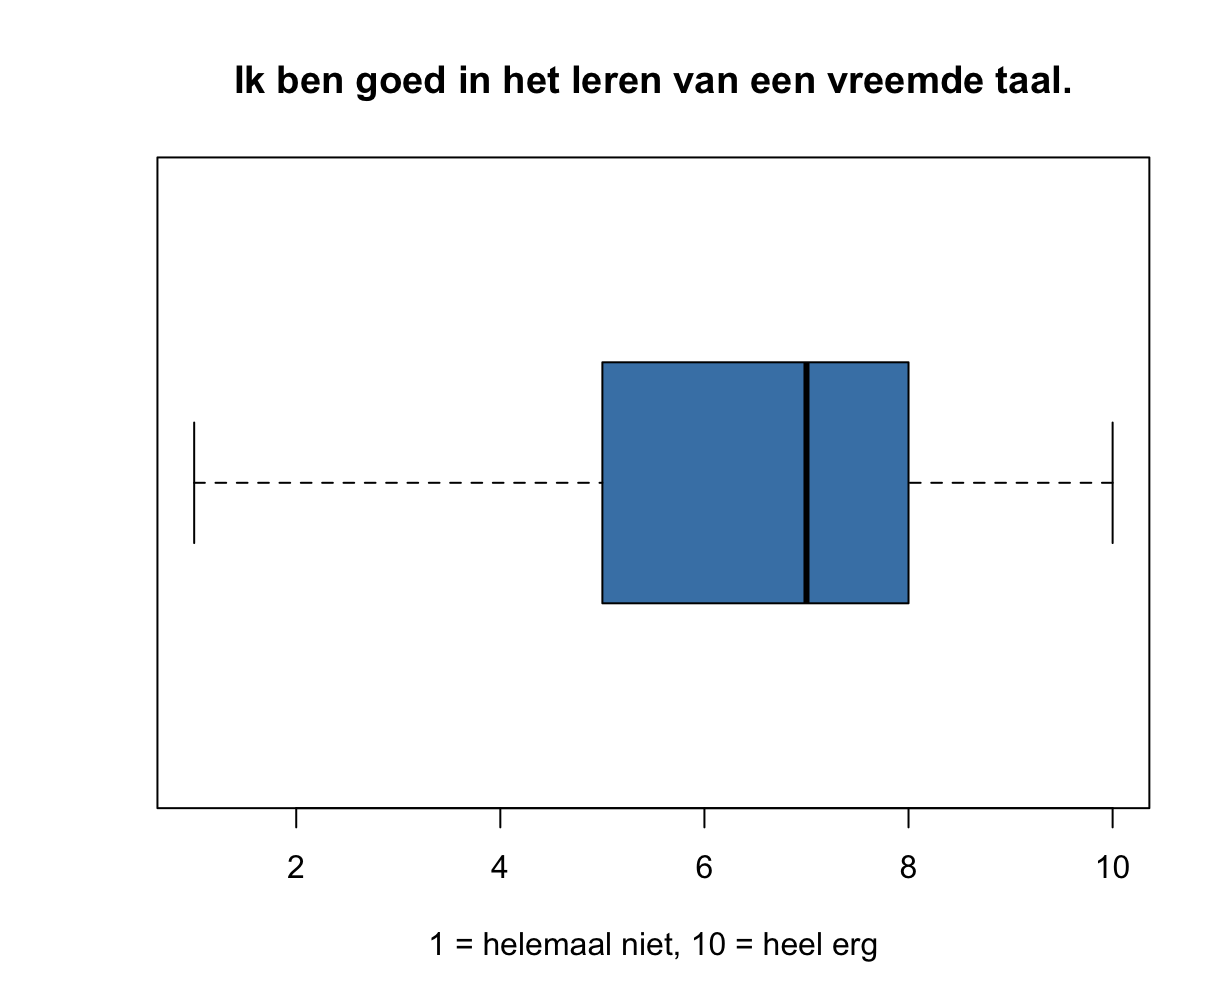 Ik ben goed in het leren van een vreemde taal.
2 4 6 8 10
1 = helemaal niet, 10 = heel erg